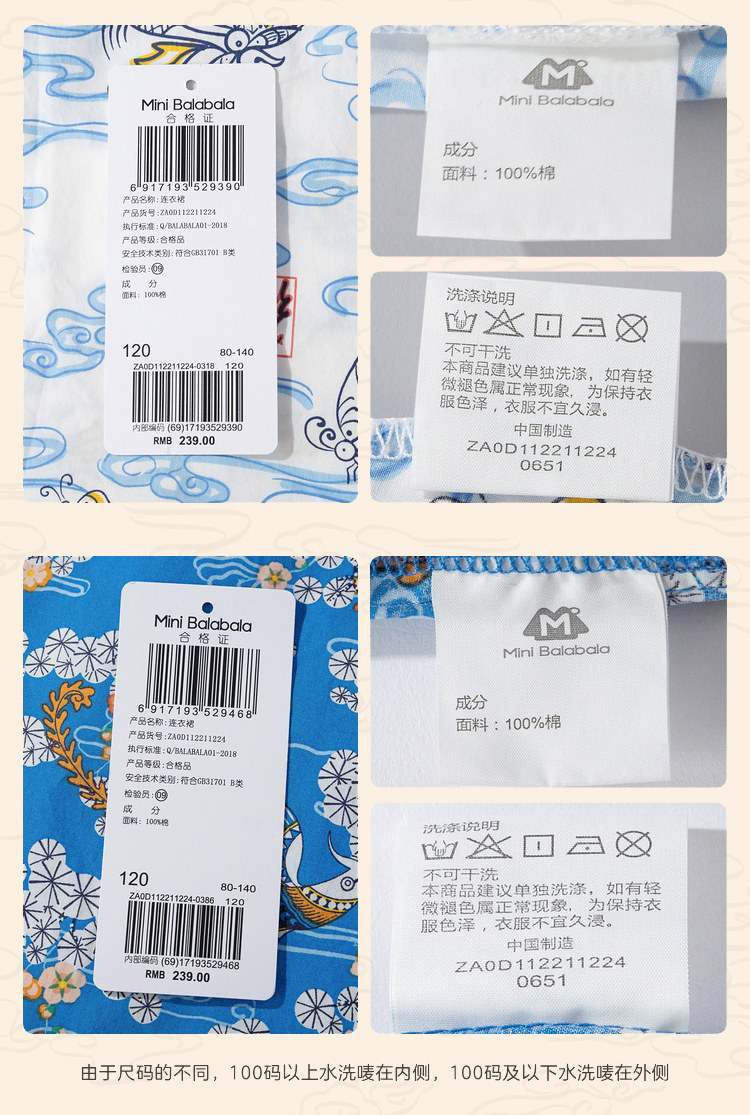 Mini Balabala
合格证
6 917193 529390
产品名称:连衣裙
产品货号:ZA0D112211224
执行标准:Q/BALABALA01-2018
产品等级:合格品
安全技术类别:符合GB31701 B类
检验员:09
成 分
面料:100%棉
120 80-140
ZA0D112211224-0318 120
内部编码 (69)17193529390
RMB 239.00
Mini Balabala
成分
面料：100%棉
洗涤说明
不可干洗
本商品建议单独洗涤，如有轻
微褪色属正常现象，为保持衣
服色泽，衣服不宜久浸。
中国制造
ZA0D112211224
0651
Mini Balabala
合格证
6 917193 529468
产品名称:连衣裙
产品货号:ZA0D112211224
执行标准:Q/BALABALA01-2018
产品等级:合格品
安全技术类别:符合GB31701 B类
检验员:09
成 分
面料:100%棉
120 80-140
ZA0D112211224-0386 120
内部编码 (69)17193529468
RMB 239.00
Mini Balabala
成分
面料：100%棉
洗涤说明
不可干洗
本商品建议单独洗涤，如有轻
微褪色属正常现象，为保持衣
服色泽，衣服不宜久浸。
中国制造
ZA0D112211224
0651
由于尺码的不同，100码以上水洗唛在内侧，100码及以下水洗唛在外侧